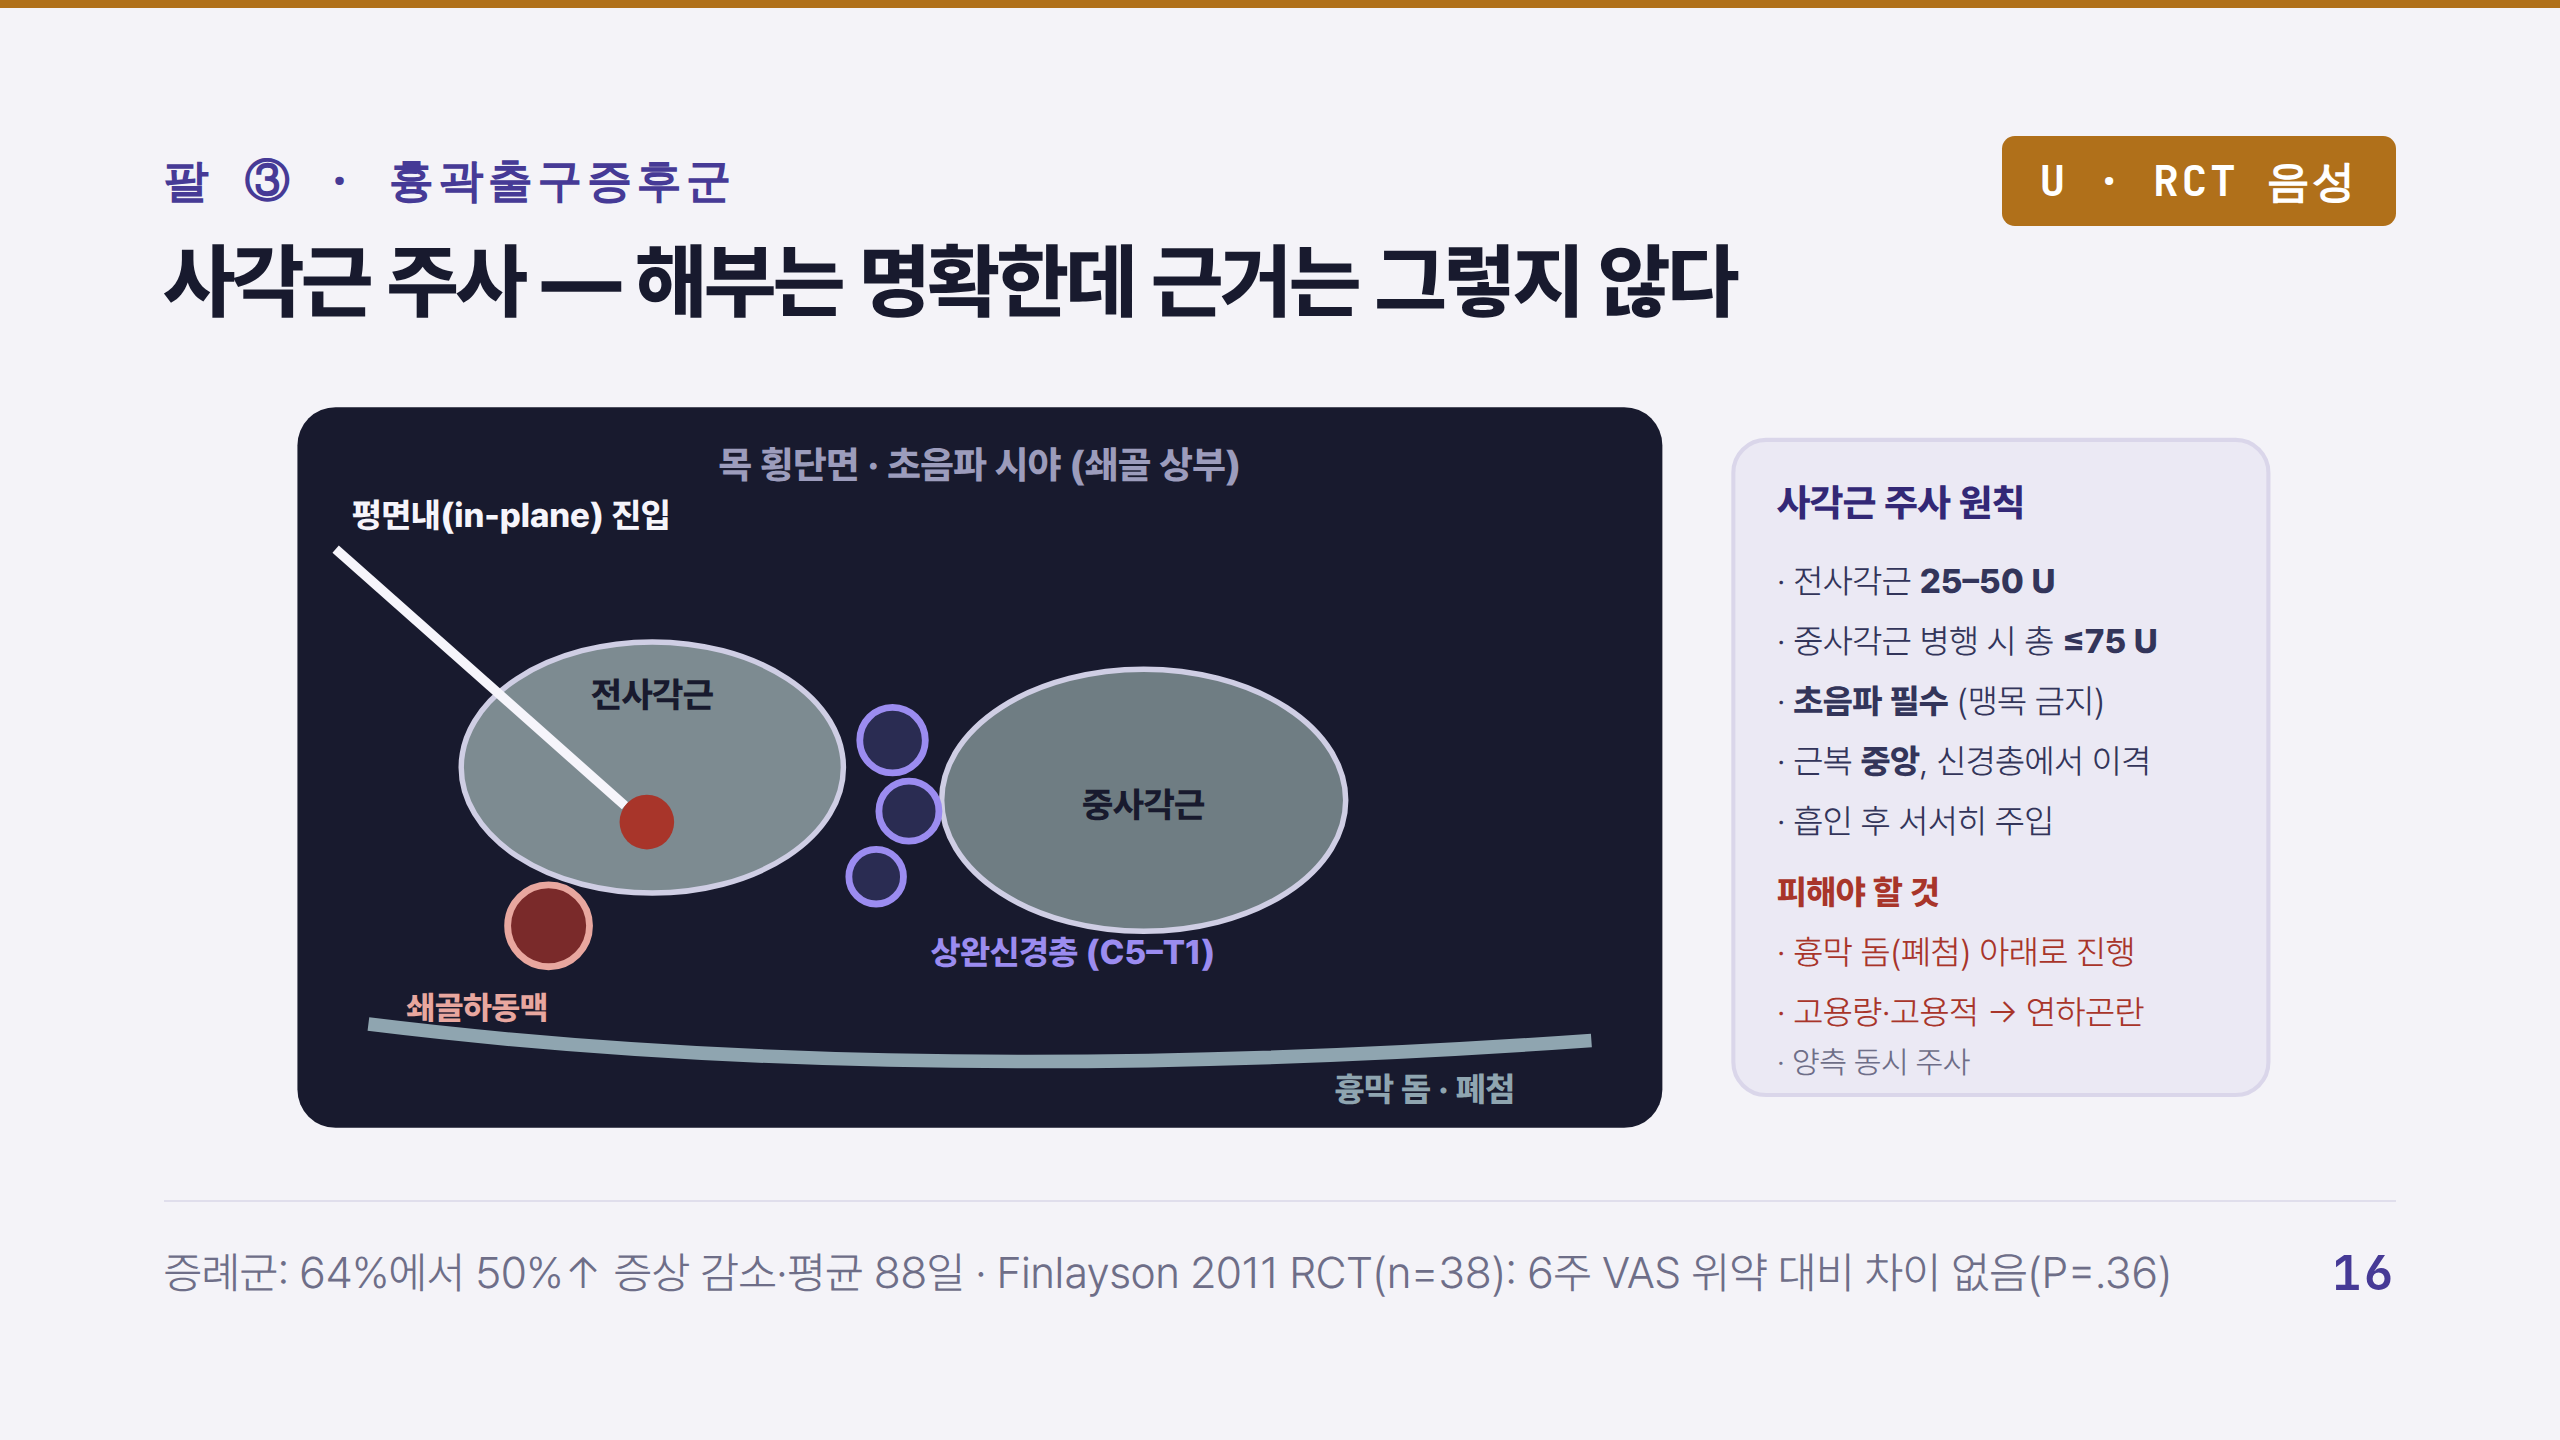 팔 ③ · 흉곽출구증후군
U · RCT 음성
사각근 주사 — 해부는 명확한데 근거는 그렇지 않다
목 횡단면 · 초음파 시야 (쇄골 상부)
평면내(in-plane) 진입
전사각근
중사각근
상완신경총 (C5–T1)
쇄골하동맥
흉막 돔 · 폐첨
사각근 주사 원칙
· 전사각근 25–50 U
· 중사각근 병행 시 총 ≤75 U
· 초음파 필수 (맹목 금지)
· 근복 중앙, 신경총에서 이격
· 흡인 후 서서히 주입
피해야 할 것
· 흉막 돔(폐첨) 아래로 진행
· 고용량·고용적 → 연하곤란
· 양측 동시 주사
증례군: 64%에서 50%↑ 증상 감소·평균 88일 · Finlayson 2011 RCT(n=38): 6주 VAS 위약 대비 차이 없음(P=.36)
16